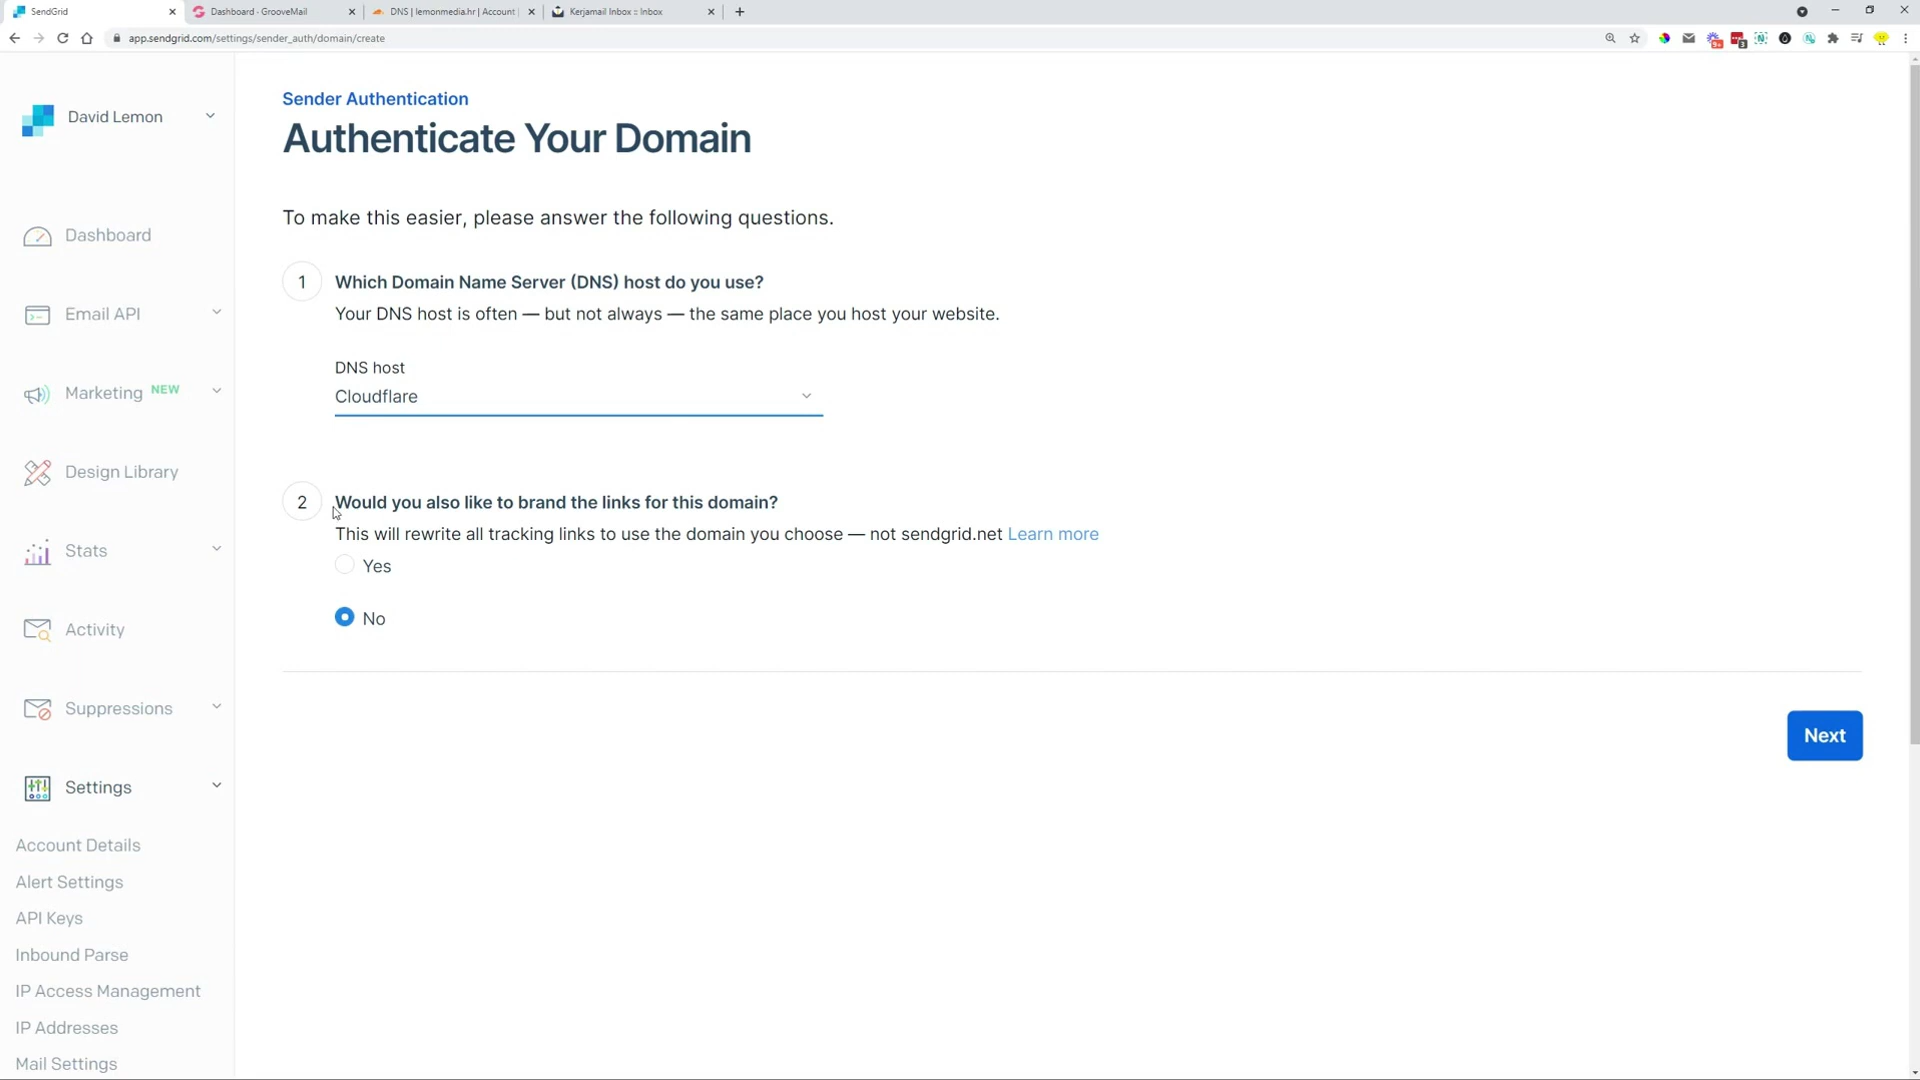 SendGrid
Dashboard - GrooveMail
DNS | lemonmedia.hr | Account
Kerjamail Inbox :: Inbox
app.sendgrid.com/settings/sender_auth/domain/create
9+
3
David Lemon
Dashboard
Email API
Marketing NEW
Design Library
Stats
Activity
Suppressions
Settings
Account Details
Alert Settings
API Keys
Inbound Parse
IP Access Management
IP Addresses
Mail Settings
Sender Authentication
Authenticate Your Domain
To make this easier, please answer the following questions.
1
Which Domain Name Server (DNS) host do you use?
Your DNS host is often — but not always — the same place you host your website.
DNS host
Cloudflare
2
Would you also like to brand the links for this domain?
This will rewrite all tracking links to use the domain you choose — not sendgrid.net Learn more
Yes
No
Next